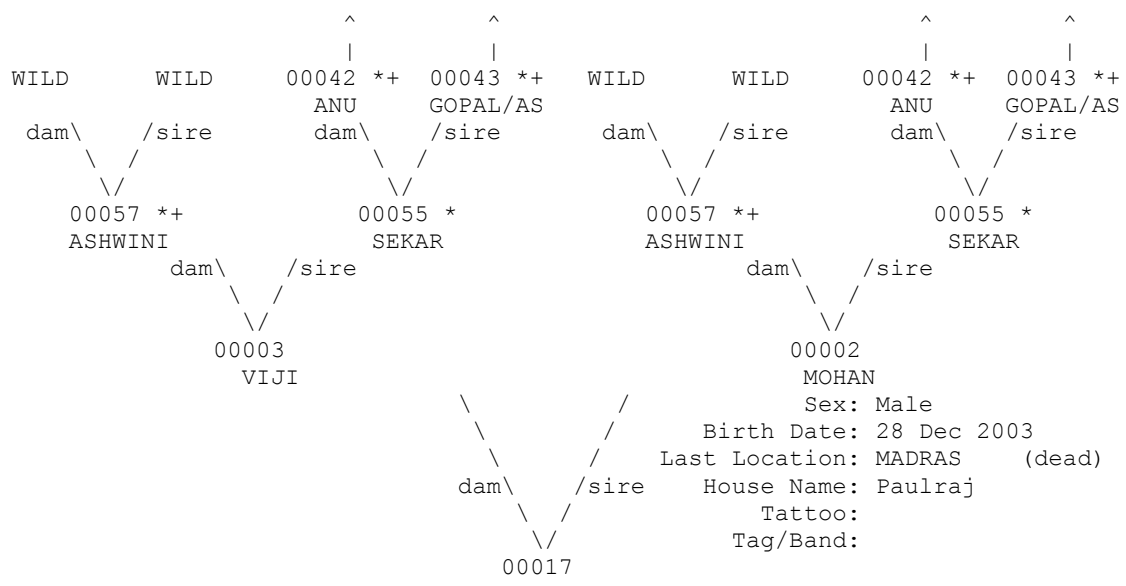 ^ ^ ^ ^
| | | |
WILD WILD 00042 *+ 00043 *+ WILD WILD 00042 *+ 00043 *+
ANU GOPAL/AS ANU GOPAL/AS
dam\ /sire dam\ /sire dam\ /sire dam\ /sire
\ / \ / \ / \ /
\/ \/ \/ \/
00057 *+ 00055 * 00057 *+ 00055 *
ASHWINI SEKAR ASHWINI SEKAR
dam\ /sire dam\ /sire
\ / \ /
\/ \/
00003 00002
VIJI MOHAN
\ / Sex: Male
\ / Birth Date: 28 Dec 2003
\ / Last Location: MADRAS (dead)
dam\ /sire House Name: Paulraj
\ / Tattoo:
\/ Tag/Band:
00017